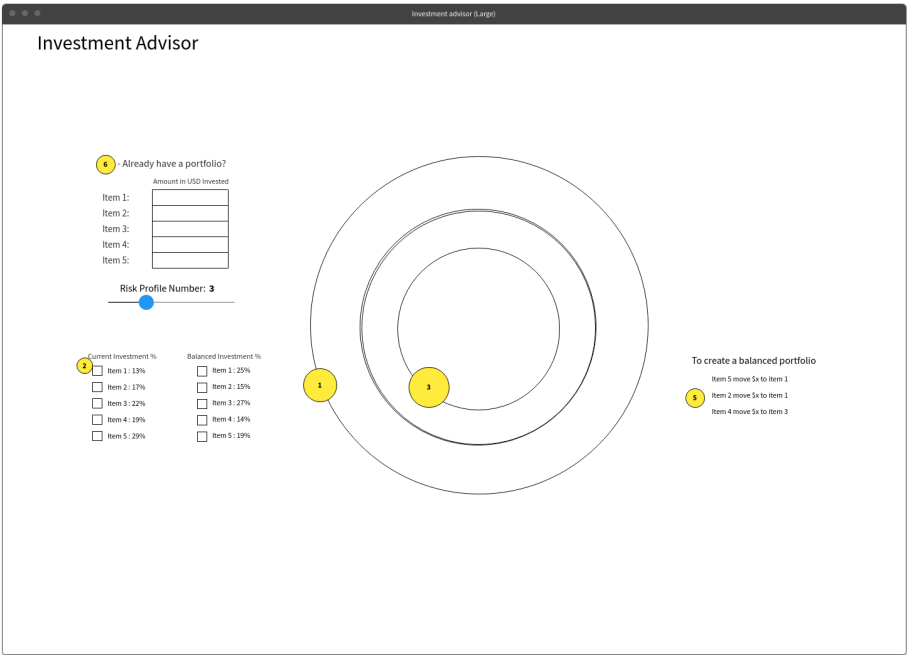 Investment advisor (Large)
Investment Advisor
6 - Already have a portfolio?
Amount in USD Invested
Item 1:
Item 2:
Item 3:
Item 4:
Item 5:
Risk Profile Number: 3
2
Current Investment %
Item 1 : 13%
Item 2 : 17%
Item 3 : 22%
Item 4 : 19%
Item 5 : 29%
Balanced Investment %
Item 1 : 25%
Item 2 : 15%
Item 3 : 27%
Item 4 : 14%
Item 5 : 19%
1
3
To create a balanced portfolio
Item 5 move $x to item 1
5 Item 2 move $x to item 1
Item 4 move $x to item 3